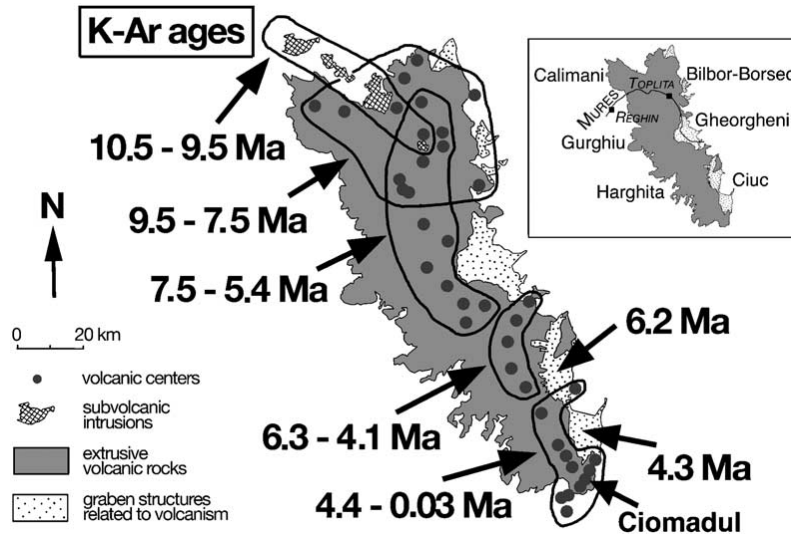 K-Ar ages
10.5 - 9.5 Ma
9.5 - 7.5 Ma
7.5 - 5.4 Ma
6.3 - 4.1 Ma
4.4 - 0.03 Ma
6.2 Ma
4.3 Ma
Ciomadul
N
0 20 km
volcanic centers
subvolcanic
intrusions
extrusive
volcanic rocks
graben structures
related to volcanism
Calimani
Bilbor-Borsec
TOPLITA
MURES
REGHIN
Gheorgheni
Gurghiu
Harghita
Ciuc